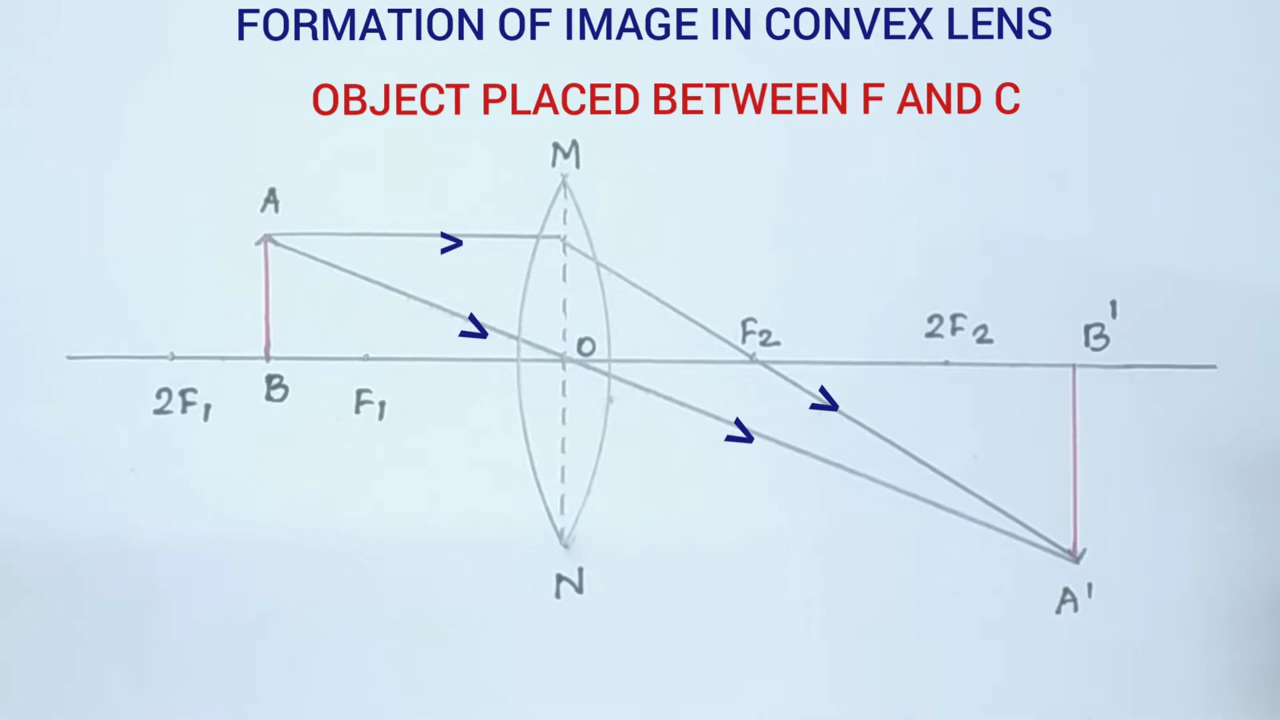 FORMATION OF IMAGE IN CONVEX LENS
OBJECT PLACED BETWEEN F AND C
M
A
O
F₂
2F₂
B'
2F₁
B
F₁
N
A'